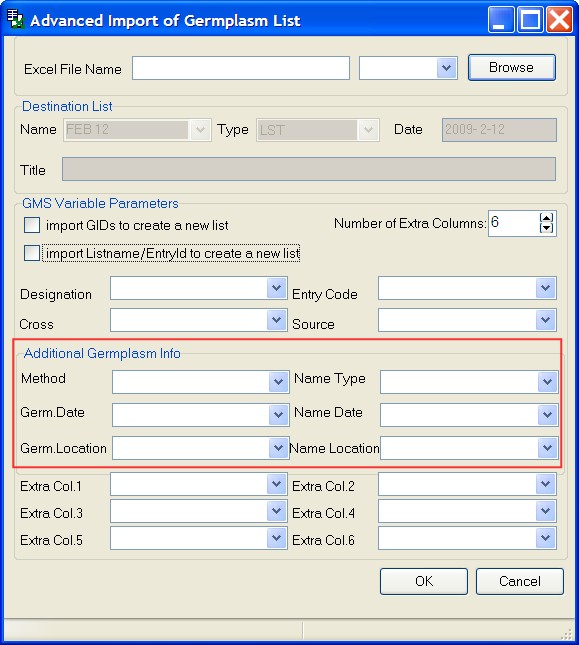 Advanced Import of Germplasm List
Excel File Name Browse
Destination List
Name FEB 12 Type LST Date 2009- 2-12
Title
GMS Variable Parameters
import GIDs to create a new list Number of Extra Columns: 6
import Listname/EntryId to create a new list
Designation Entry Code
Cross Source
Additional Germplasm Info
Method Name Type
Germ.Date Name Date
Germ.Location Name Location
Extra Col.1 Extra Col.2
Extra Col.3 Extra Col.4
Extra Col.5 Extra Col.6
OK Cancel